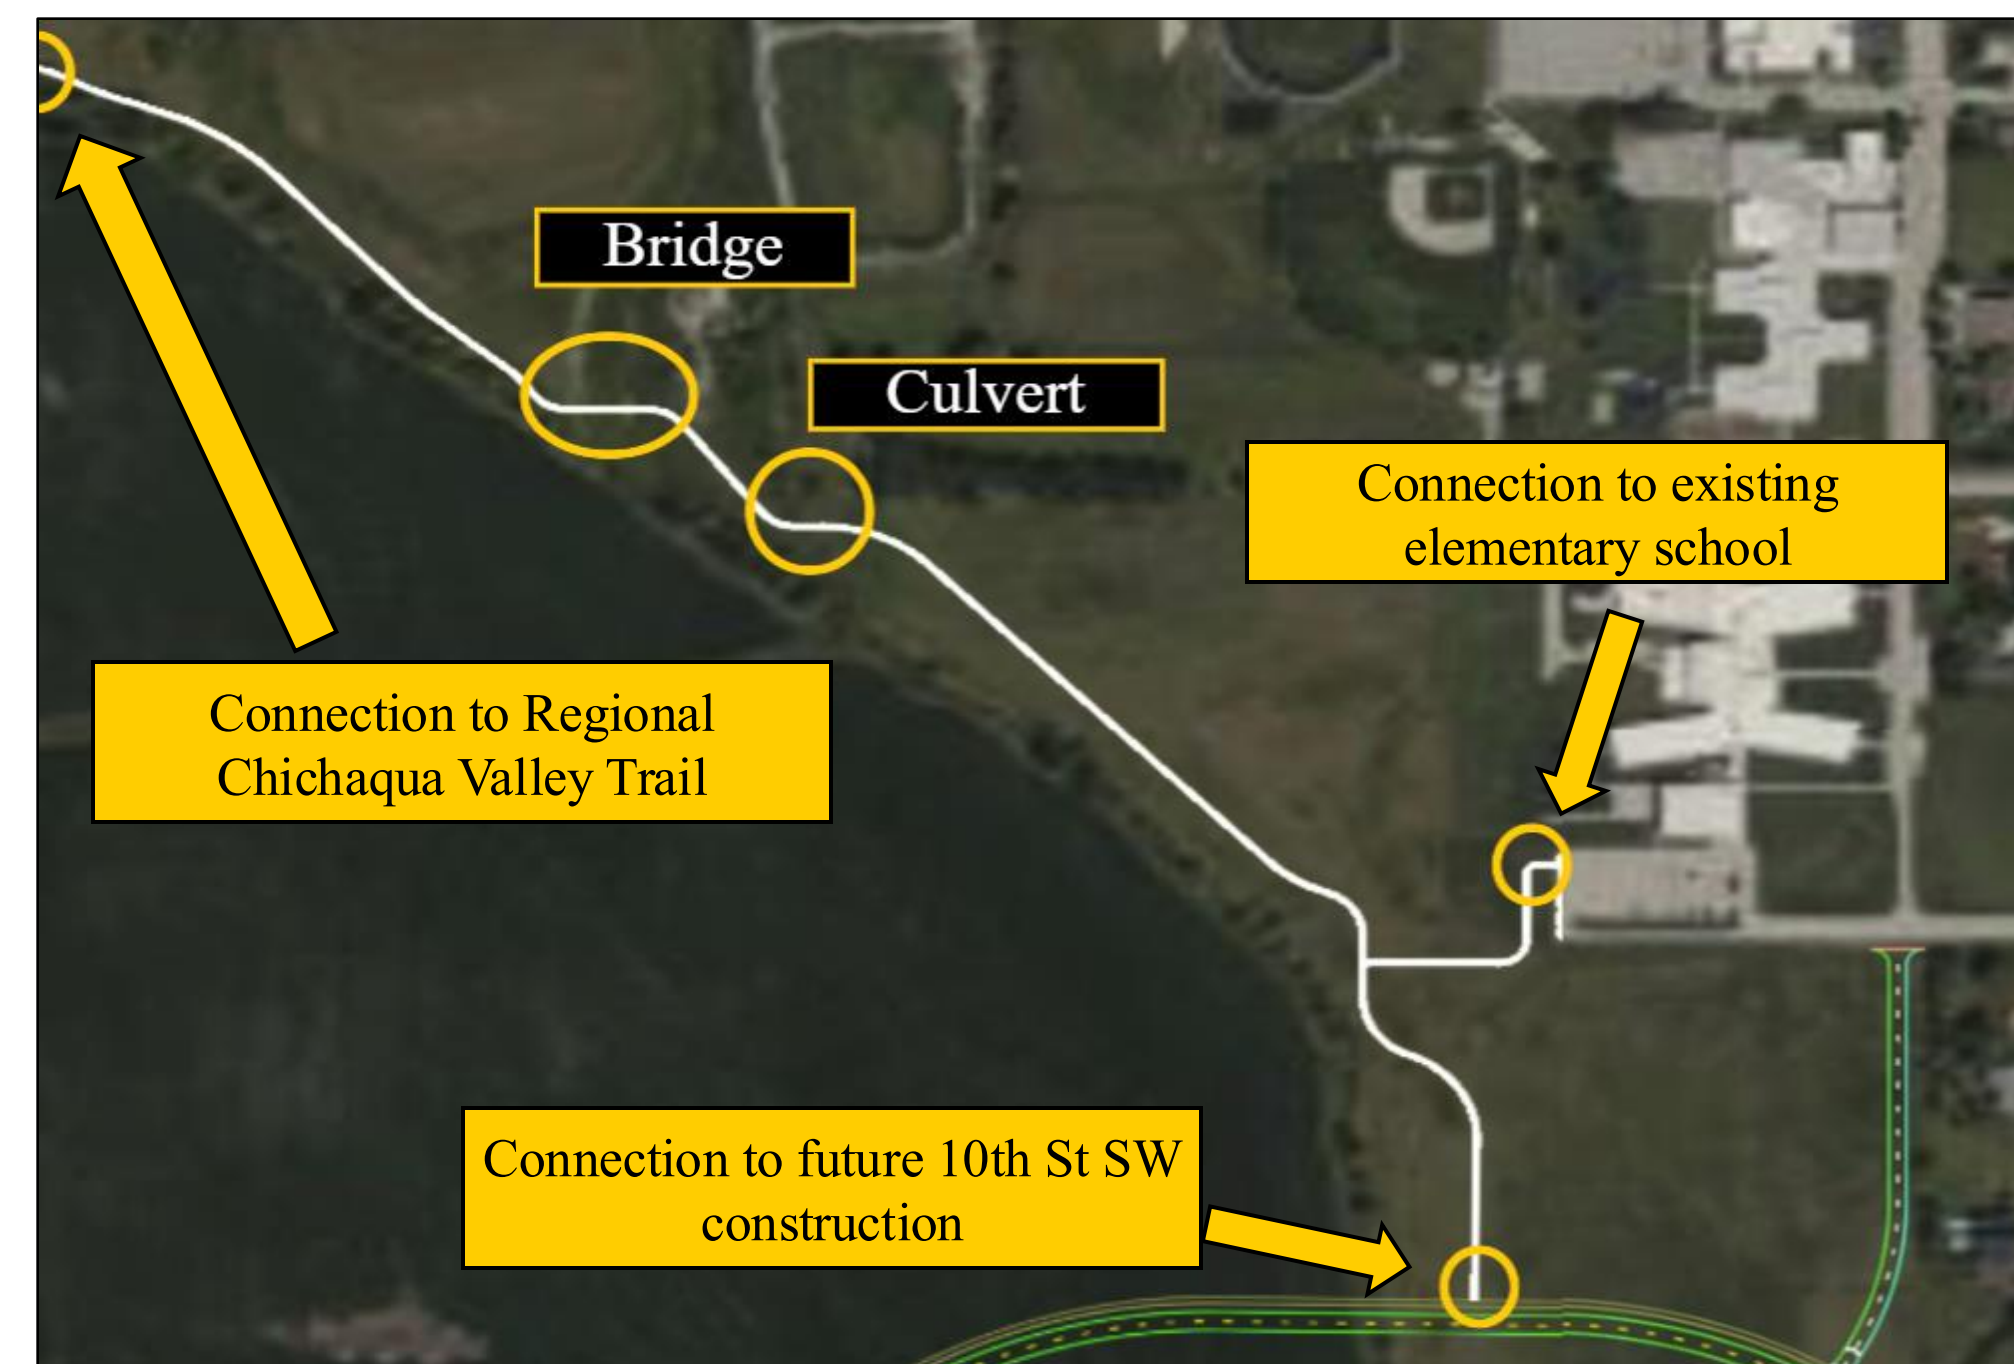 Bridge
Culvert
Connection to existing
elementary school
Connection to Regional
Chichaqua Valley Trail
Connection to future 10th St SW
construction